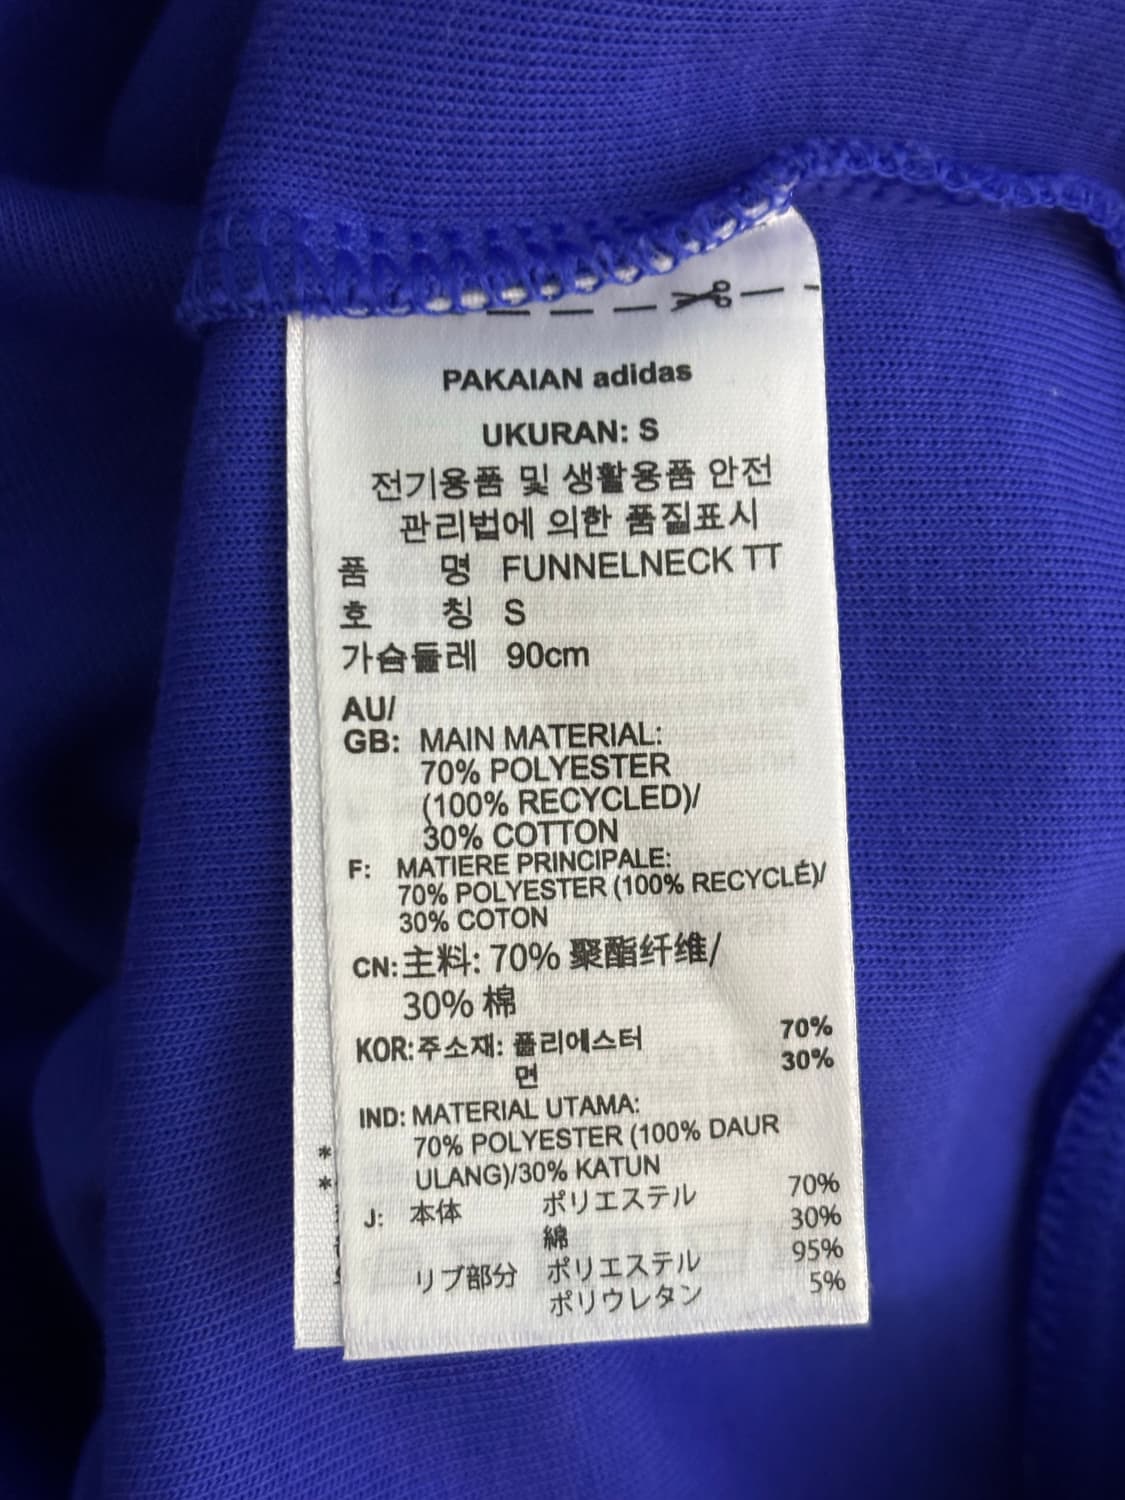 PAKAIAN adidas
UKURAN: S
전기용품 및 생활용품 안전
관리법에 의한 품질표시
품 명 FUNNELNECK TT
호 칭 S
가슴둘레 90cm
AU/
GB: MAIN MATERIAL:
70% POLYESTER
(100% RECYCLED)/
30% COTTON
F: MATIERE PRINCIPALE:
70% POLYESTER (100% RECYCLÉ)/
30% COTON
CN: 主料: 70% 聚酯纤维/
30% 棉
KOR: 주소재: 폴리에스터 70%
면 30%
IND: MATERIAL UTAMA:
70% POLYESTER (100% DAUR
ULANG)/30% KATUN
J: 本体 ポリエステル 70%
綿 30%
リブ部分 ポリエステル 95%
ポリウレタン 5%
*
*